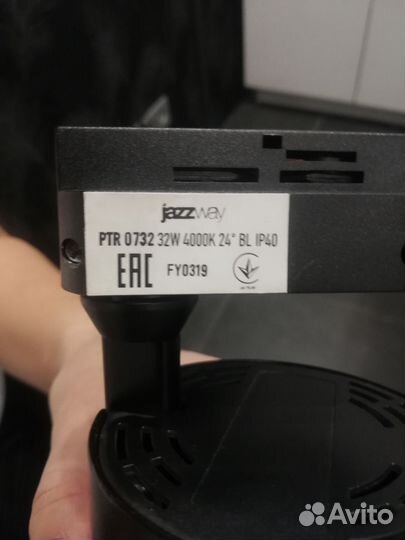 jazzway
PTR 0732 32W 4000K 24° BL IP40
EAC FY0319
Avito